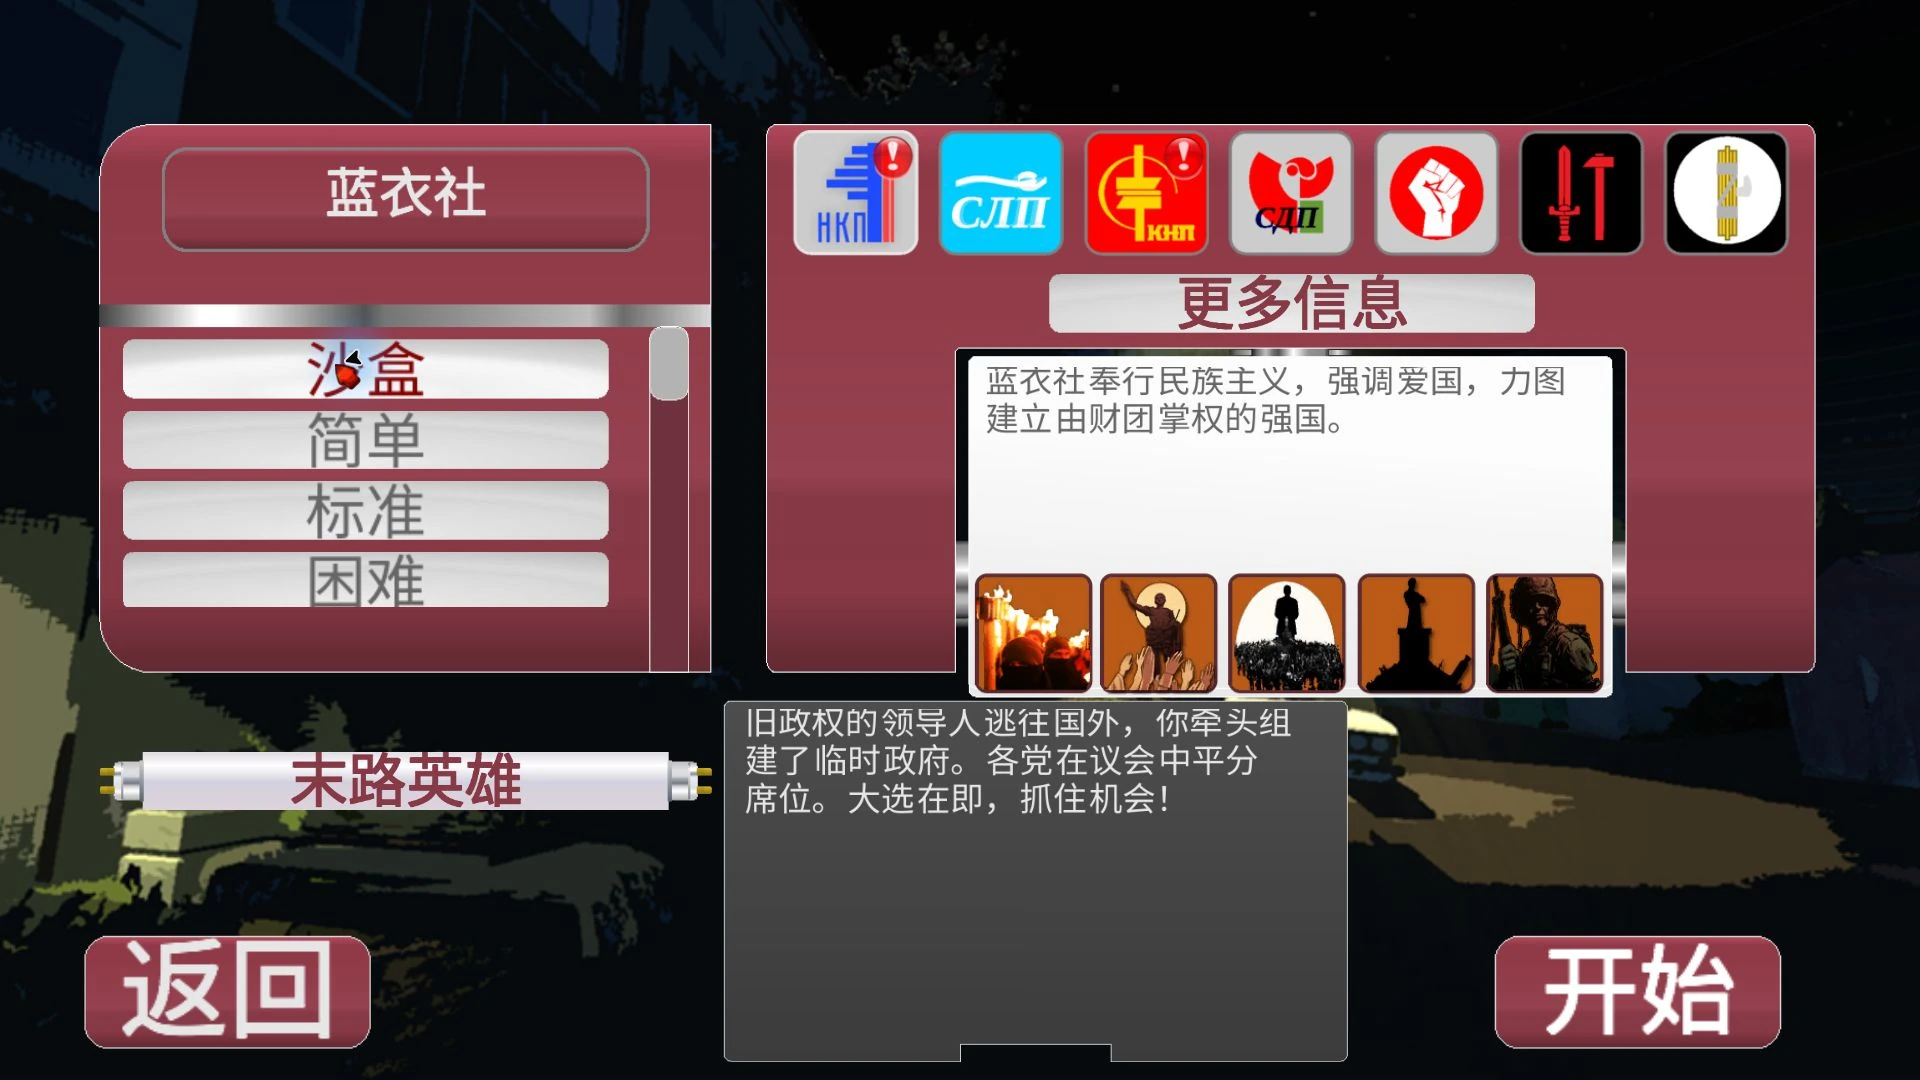 蓝衣社
沙盒
简单
标准
困难
末路英雄
返回
НКП
СЛП
КНП
СДП
更多信息
蓝衣社奉行民族主义，强调爱国，力图
建立由财团掌权的强国。
旧政权的领导人逃往国外，你牵头组
建了临时政府。各党在议会中平分
席位。大选在即，抓住机会！
开始